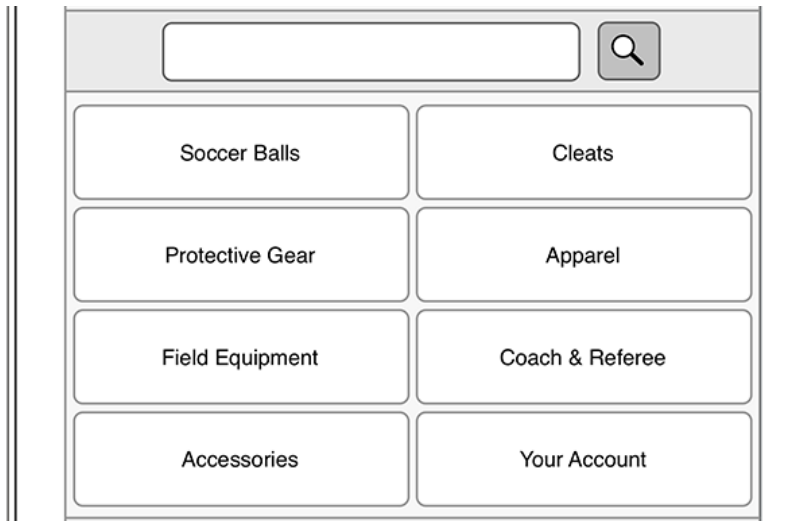 Soccer Balls
Cleats
Protective Gear
Apparel
Field Equipment
Coach & Referee
Accessories
Your Account